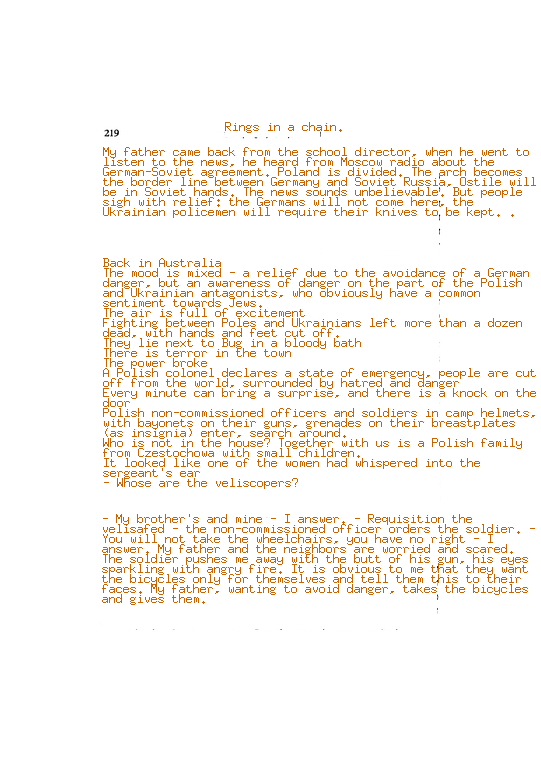 Rings in a chain.
219
My father came back from the school director, when he went to
listen to the news, he heard from Moscow radio about the
German-Soviet agreement. Poland is divided. The arch becomes
the border line between Germany and Soviet Russia, Ostile will
be in Soviet hands. The news sounds unbelievable. But people
sigh with relief: the Germans will not come here, the
Ukrainian policemen will require their knives to be kept. .
Back in Australia
The mood is mixed - a relief due to the avoidance of a German
danger, but an awareness of danger on the part of the Polish
and Ukrainian antagonists, who obviously have a common
sentiment towards Jews.
The air is full of excitement
Fighting between Poles and Ukrainians left more than a dozen
dead, with hands and feet cut off.
They lie next to Bug in a bloody bath
There is terror in the town
The power broke
A Polish colonel declares a state of emergency, people are cut
off from the world, surrounded by hatred and danger
Every minute can bring a surprise, and there is a knock on the
door
Polish non-commissioned officers and soldiers in camp helmets,
with bayonets on their guns, grenades on their breastplates
(as insignia) enter, search around.
Who is not in the house? Together with us is a Polish family
from Czestochowa with small children.
It looked like one of the women had whispered into the
sergeant's ear
- Whose are the veliscopers?
- My brother's and mine - I answer. - Requisition the
velisafed - the non-commissioned officer orders the soldier. -
You will not take the wheelchairs, you have no right - I
answer. My father and the neighbors are worried and scared.
The soldier pushes me away with the butt of his gun, his eyes
sparkling with angry fire. It is obvious to me that they want
the bicycles only for themselves and tell them this to their
faces. My father, wanting to avoid danger, takes the bicycles
and gives them.